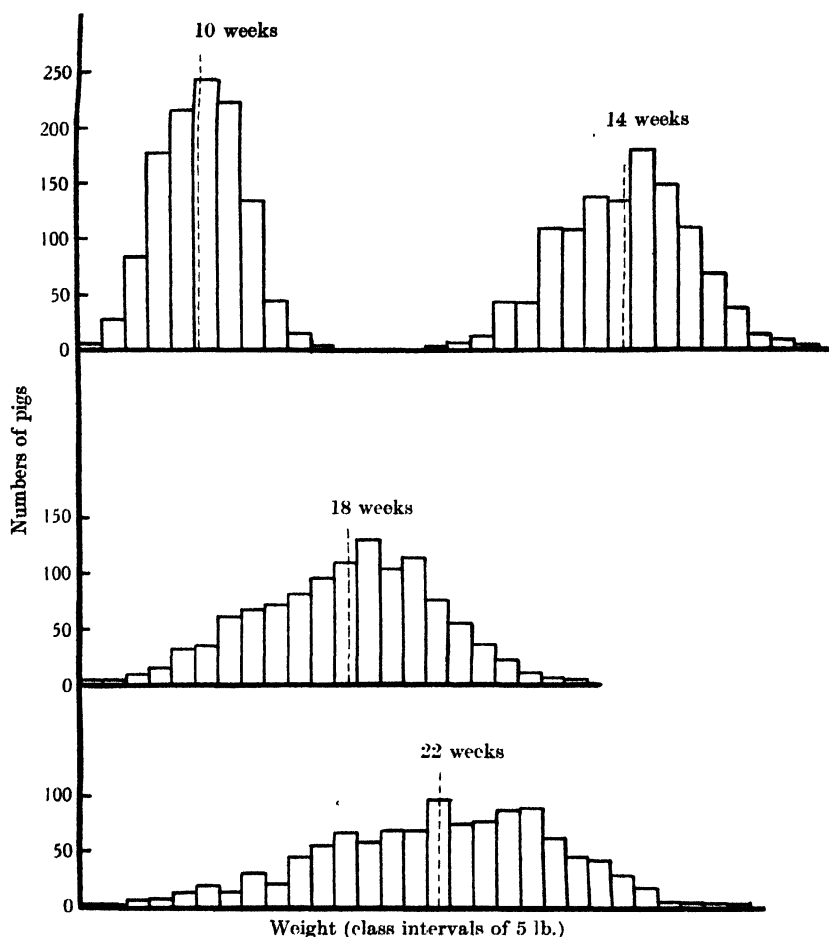 10 weeks
14 weeks
250
200
150
100
50
0
Numbers of pigs
18 weeks
150
100
50
0
22 weeks
100
50
0
Weight (class intervals of 5 lb.)